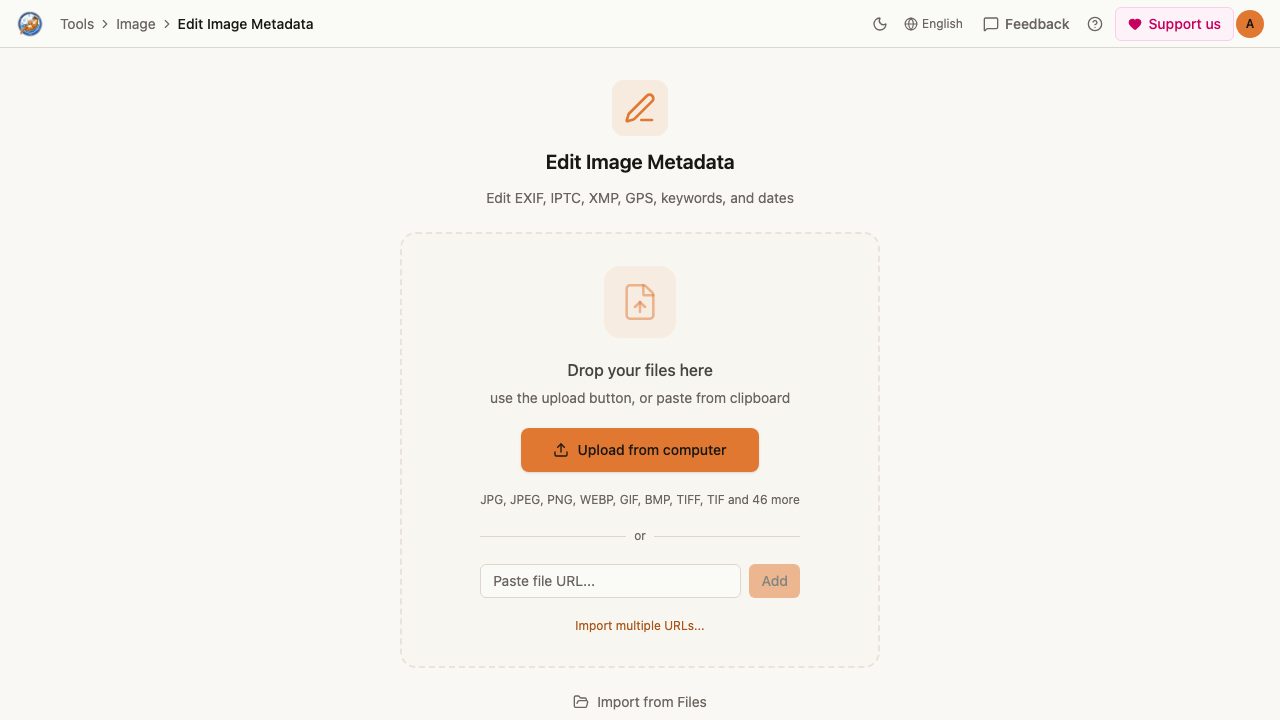 Tools > Image > Edit Image Metadata
English
Feedback
Support us
A
Edit Image Metadata
Edit EXIF, IPTC, XMP, GPS, keywords, and dates
Drop your files here
use the upload button, or paste from clipboard
Upload from computer
JPG, JPEG, PNG, WEBP, GIF, BMP, TIFF, TIF and 46 more
or
Paste file URL...
Add
Import multiple URLs...
Import from Files